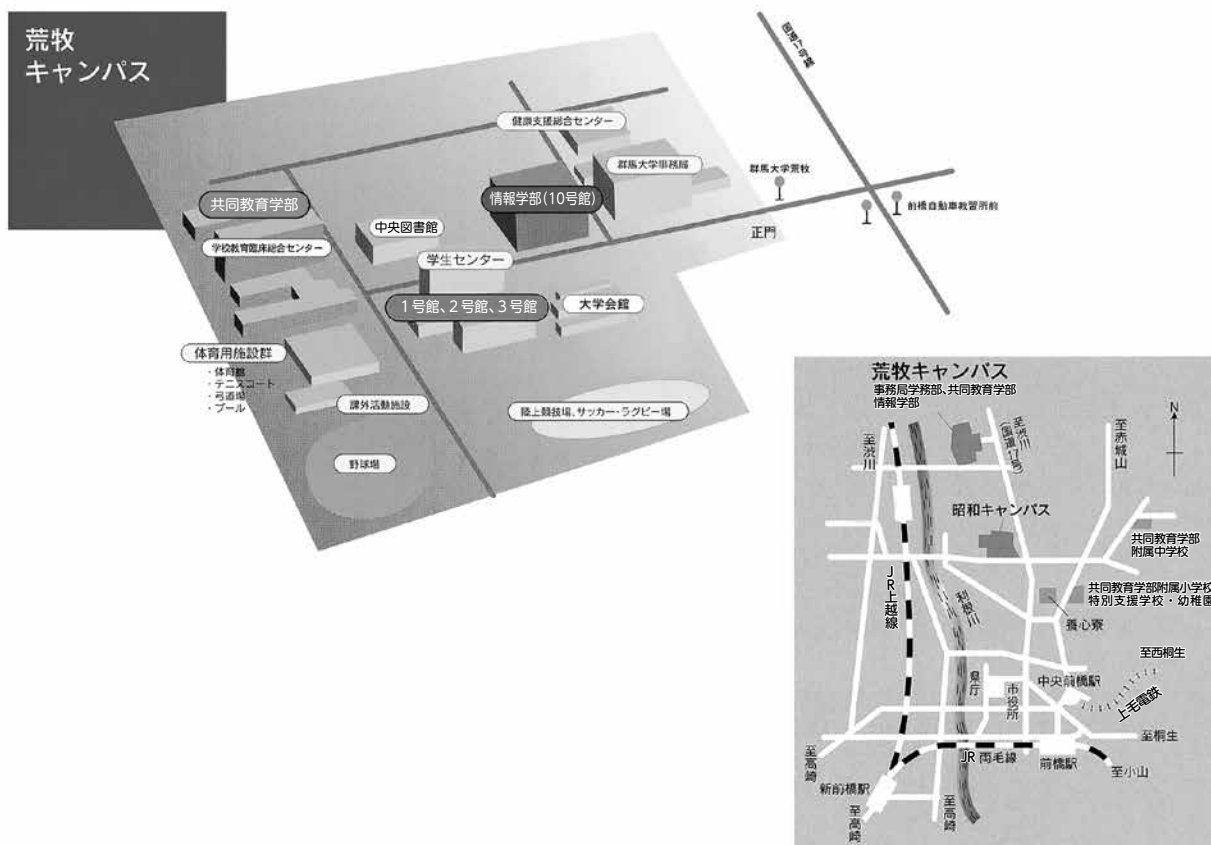 荒牧
キャンパス
国道17号線
健康支援総合センター
群馬大学事務局
群馬大学荒牧
前橋自動車教習所前
正門
情報学部(10号館)
共同教育学部
中央図書館
学校教育臨床総合センター
学生センター
1号館、2号館、3号館
大学会館
体育用施設群
・体育館
・テニスコート
・弓道場
・プール
課外活動施設
陸上競技場、サッカー・ラグビー場
野球場
荒牧キャンパス
事務局学務部、共同教育学部
情報学部
N
至渋川
至渋川
(国道17号)
至赤城山
昭和キャンパス
共同教育学部
附属中学校
JR上越線
利根川
共同教育学部附属小学校
特別支援学校・幼稚園
養心寮
至西桐生
県庁
市役所
中央前橋駅
上毛電鉄
至桐生
至高崎
JR 両毛線
前橋駅
至小山
新前橋駅
至高崎
至高崎